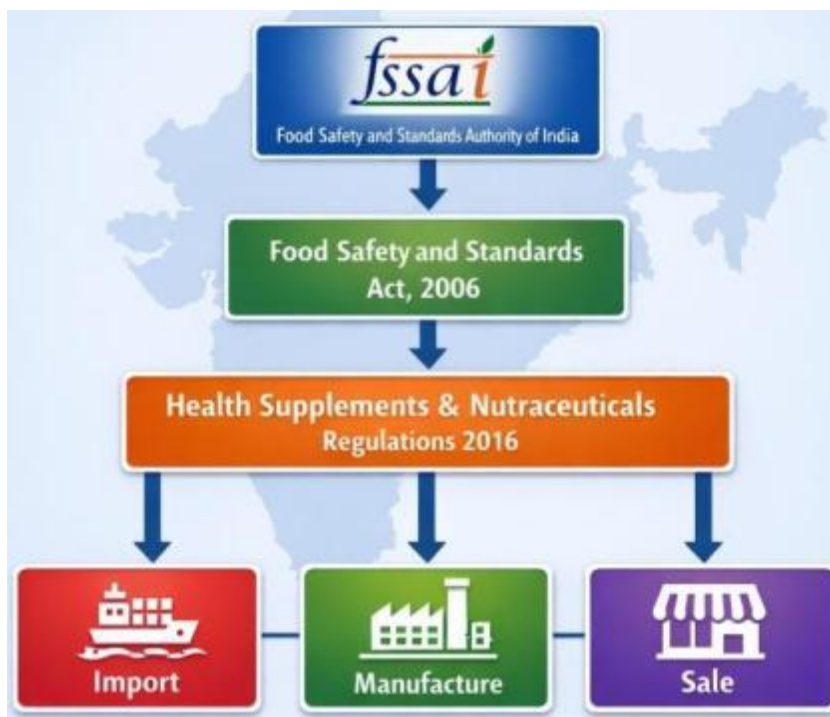 fssai
Food Safety and Standards Authority of India
Food Safety and Standards
Act, 2006
Health Supplements & Nutraceuticals
Regulations 2016
Import
Manufacture
Sale